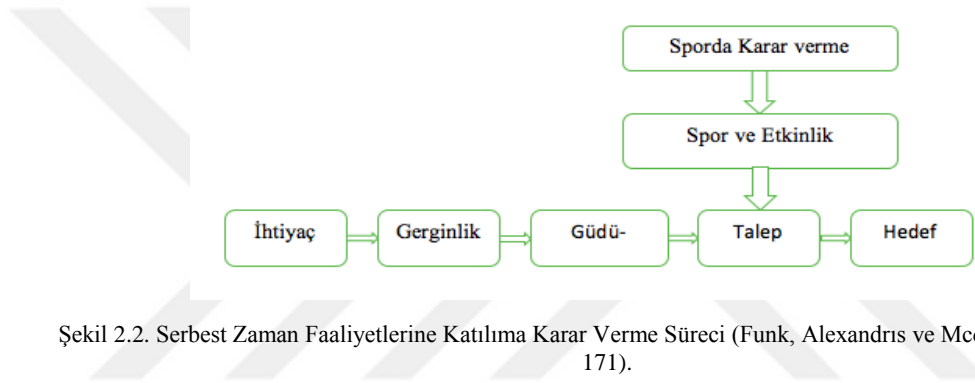 Sporda Karar verme
Spor ve Etkinlik
İhtiyaç Gerginlik Güdü- Talep Hedef
Şekil 2.2. Serbest Zaman Faaliyetlerine Katılıma Karar Verme Süreci (Funk, Alexandrıs ve
171).